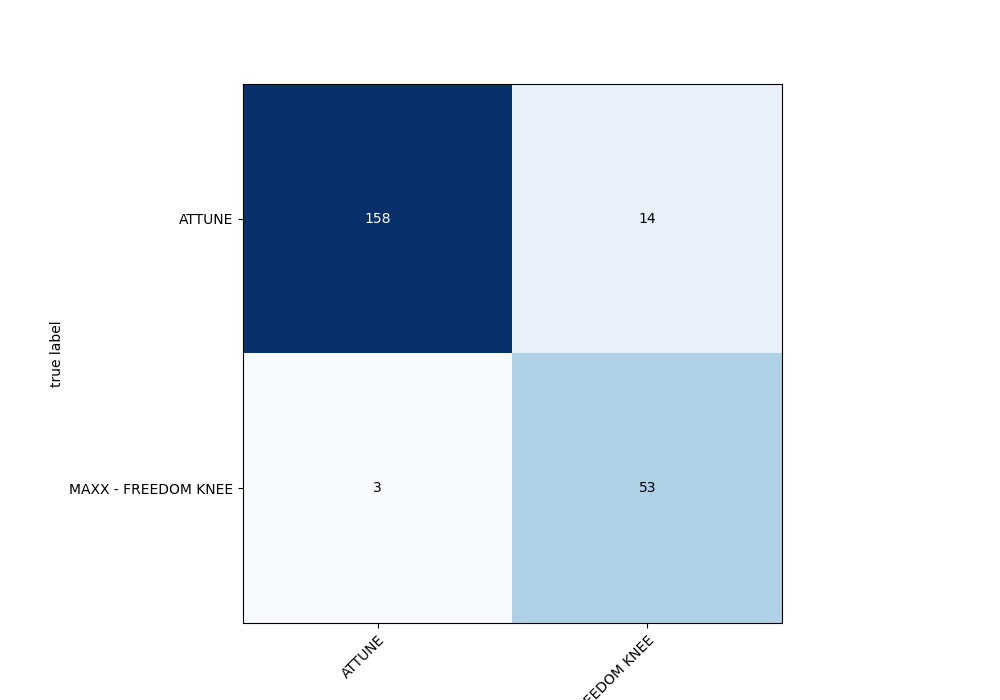 ATTUNE
158
14
true label
MAXX - FREEDOM KNEE
3
53
ATTUNE
EEDOM KNEE